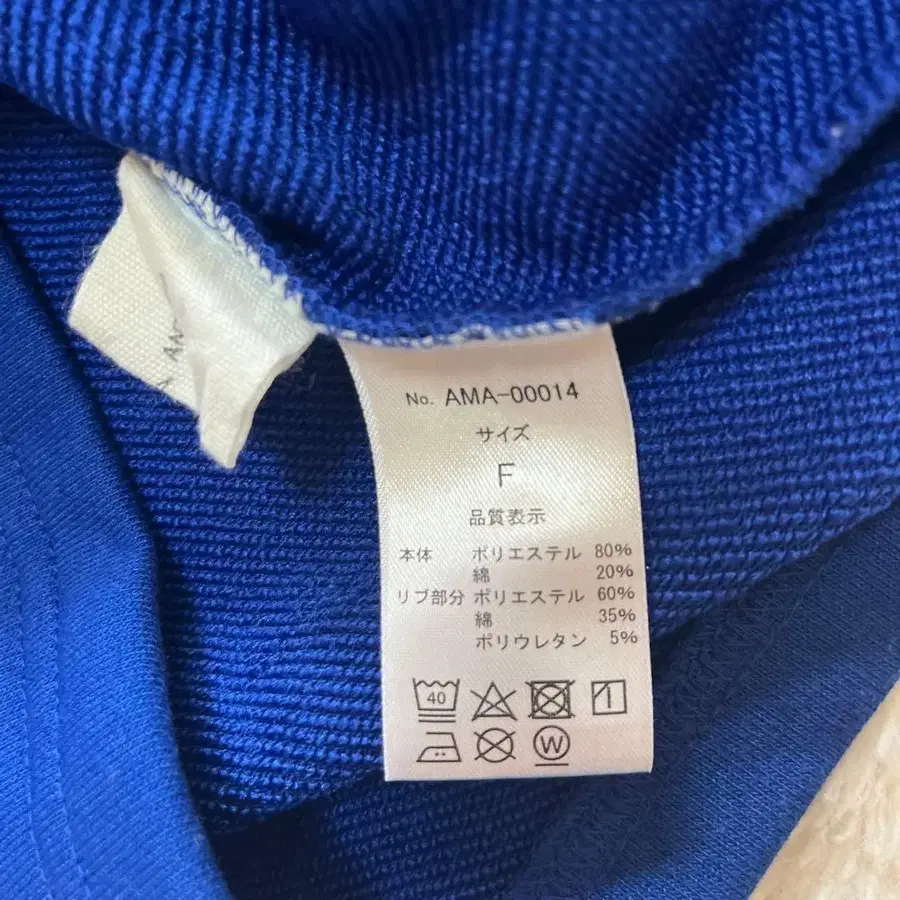 No. AMA-00014
サイズ
F
品質表示
本体 ポリエステル 80%
綿 20%
リブ部分 ポリエステル 60%
綿 35%
ポリウレタン 5%
40
W